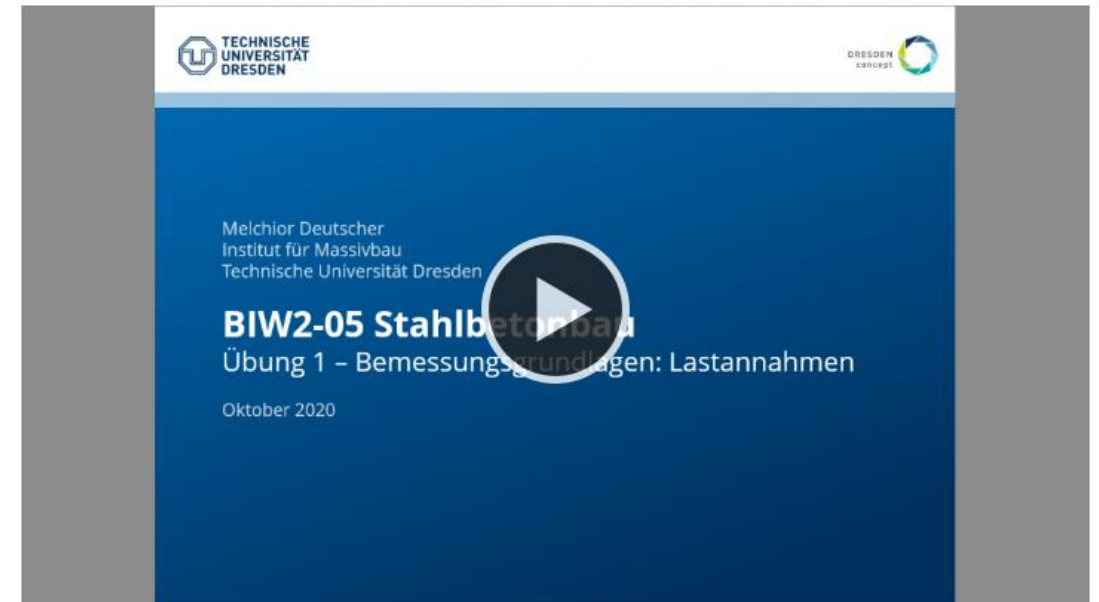 TECHNISCHE
UNIVERSITÄT
DRESDEN
DRESDEN
concept
Melchior Deutscher
Institut für Massivbau
Technische Universität Dresden
BIW2-05 Stahlbetonbau
Übung 1 – Bemessungsgrundlagen: Lastannahmen
Oktober 2020